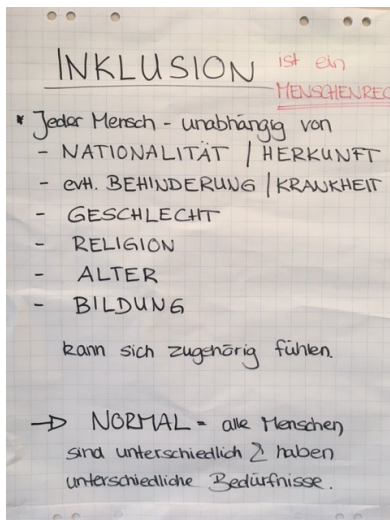 INKLUSION ist ein
MENSCHENREC
* Jeder Mensch - unabhängig von
- NATIONALITÄT / HERKUNFT
- evtl. BEHINDERUNG / KRANKHEIT
- GESCHLECHT
- RELIGION
- ALTER
- BILDUNG
kann sich zugehörig fühlen.
→ NORMAL = alle Menschen
sind unterschiedlich & haben
unterschiedliche Bedürfnisse.